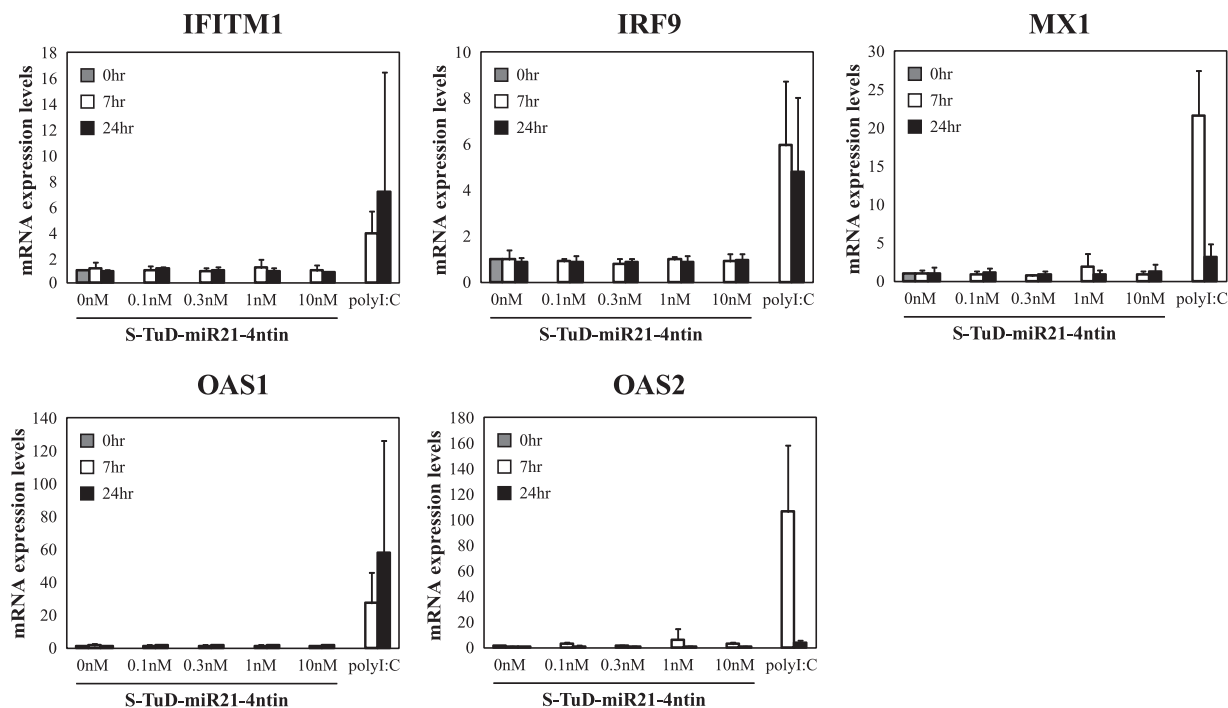 IFITM1
mRNA expression levels
18
16
14
12
10
8
6
4
2
0
0hr
7hr
24hr
0nM 0.1nM 0.3nM 1nM 10nM polyI:C
S-TuD-miR21-4ntin
IRF9
mRNA expression levels
10
8
6
4
2
0
0hr
7hr
24hr
0nM 0.1nM 0.3nM 1nM 10nM polyI:C
S-TuD-miR21-4ntin
MX1
mRNA expression levels
30
25
20
15
10
5
0
0hr
7hr
24hr
0nM 0.1nM 0.3nM 1nM 10nM polyI:C
S-TuD-miR21-4ntin
OAS1
mRNA expression levels
140
120
100
80
60
40
20
0
0hr
7hr
24hr
0nM 0.1nM 0.3nM 1nM 10nM polyI:C
S-TuD-miR21-4ntin
OAS2
mRNA expression levels
180
160
140
120
100
80
60
40
20
0
0hr
7hr
24hr
0nM 0.1nM 0.3nM 1nM 10nM polyI:C
S-TuD-miR21-4ntin